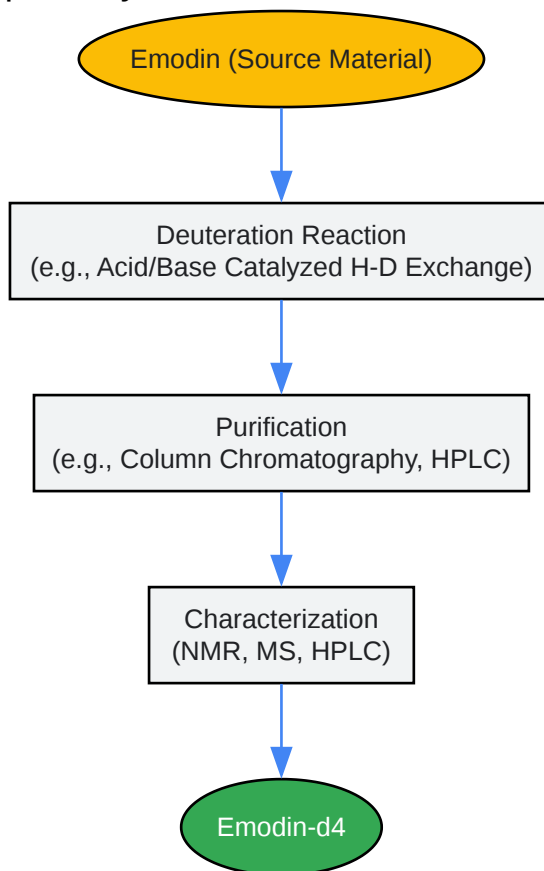 Emodin (Source Material)
Deuteration Reaction
(e.g., Acid/Base Catalyzed H-D Exchange)
Purification
(e.g., Column Chromatography, HPLC)
Characterization
(NMR, MS, HPLC)
Emodin-d4